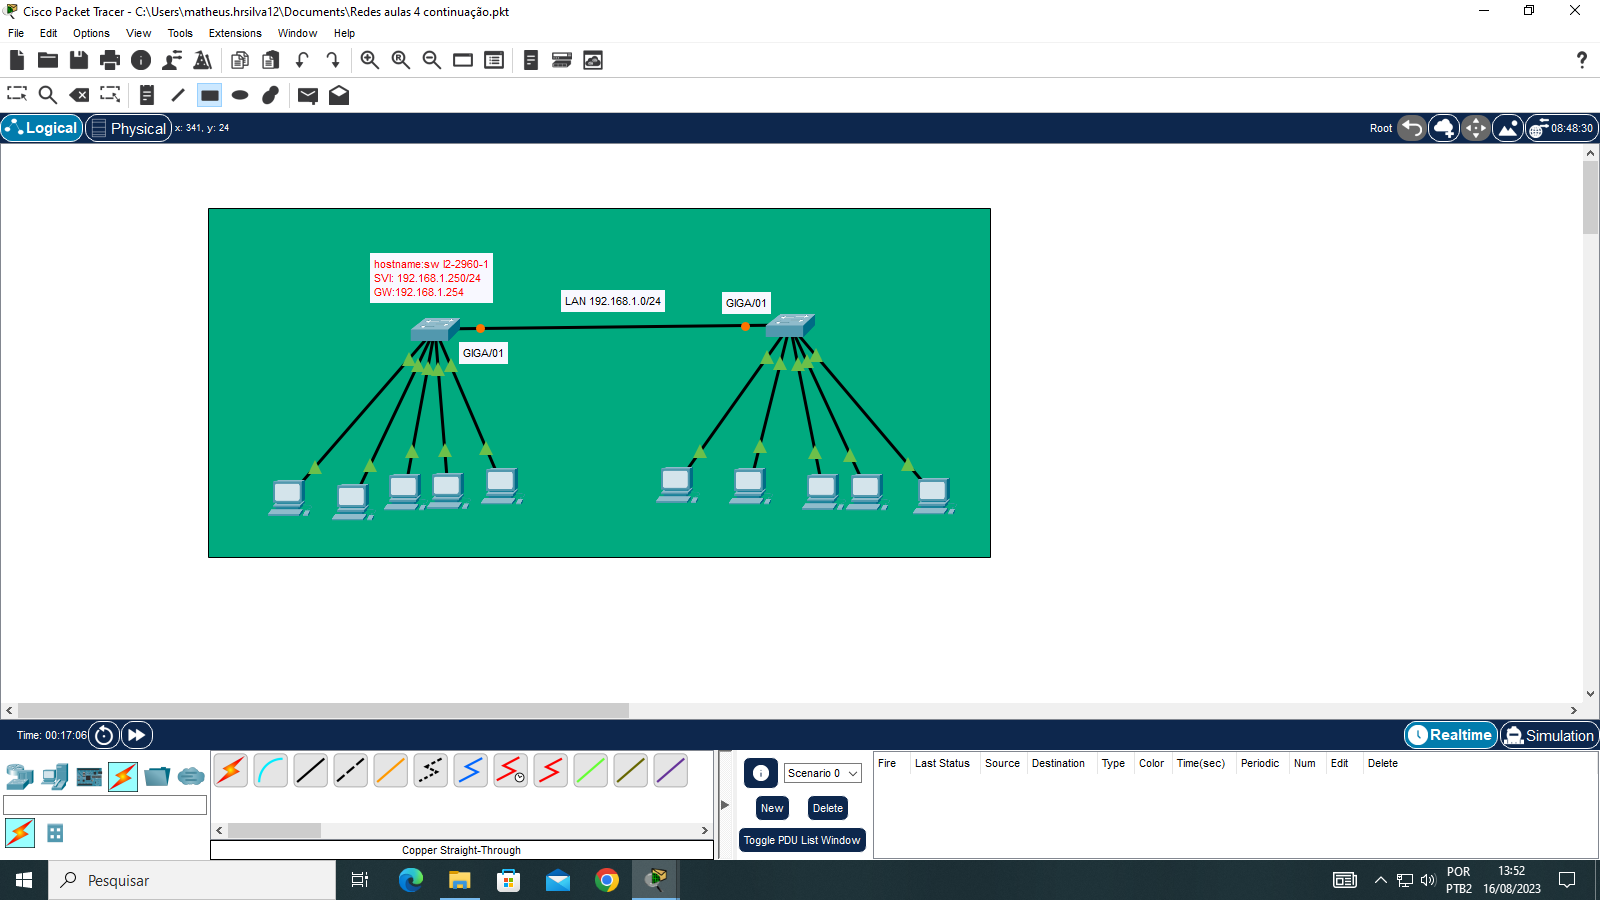 Cisco Packet Tracer - C:\Users\matheus.hrsilva12\Documents\Redes aulas 4 continuação.pkt
File Edit Options View Tools Extensions Window Help
Logical Physical x: 341, y: 24 Root 08:48:30
hostname:sw l2-2960-1
SVI: 192.168.1.250/24
GW:192.168.1.254
LAN 192.168.1.0/24
GIGA/01
GIGA/01
Time: 00:17:06 Realtime Simulation
Scenario 0
New Delete
Toggle PDU List Window
Fire Last Status Source Destination Type Color Time(sec) Periodic Num Edit Delete
Copper Straight-Through
Pesquisar
POR
PTB2
13:52
16/08/2023